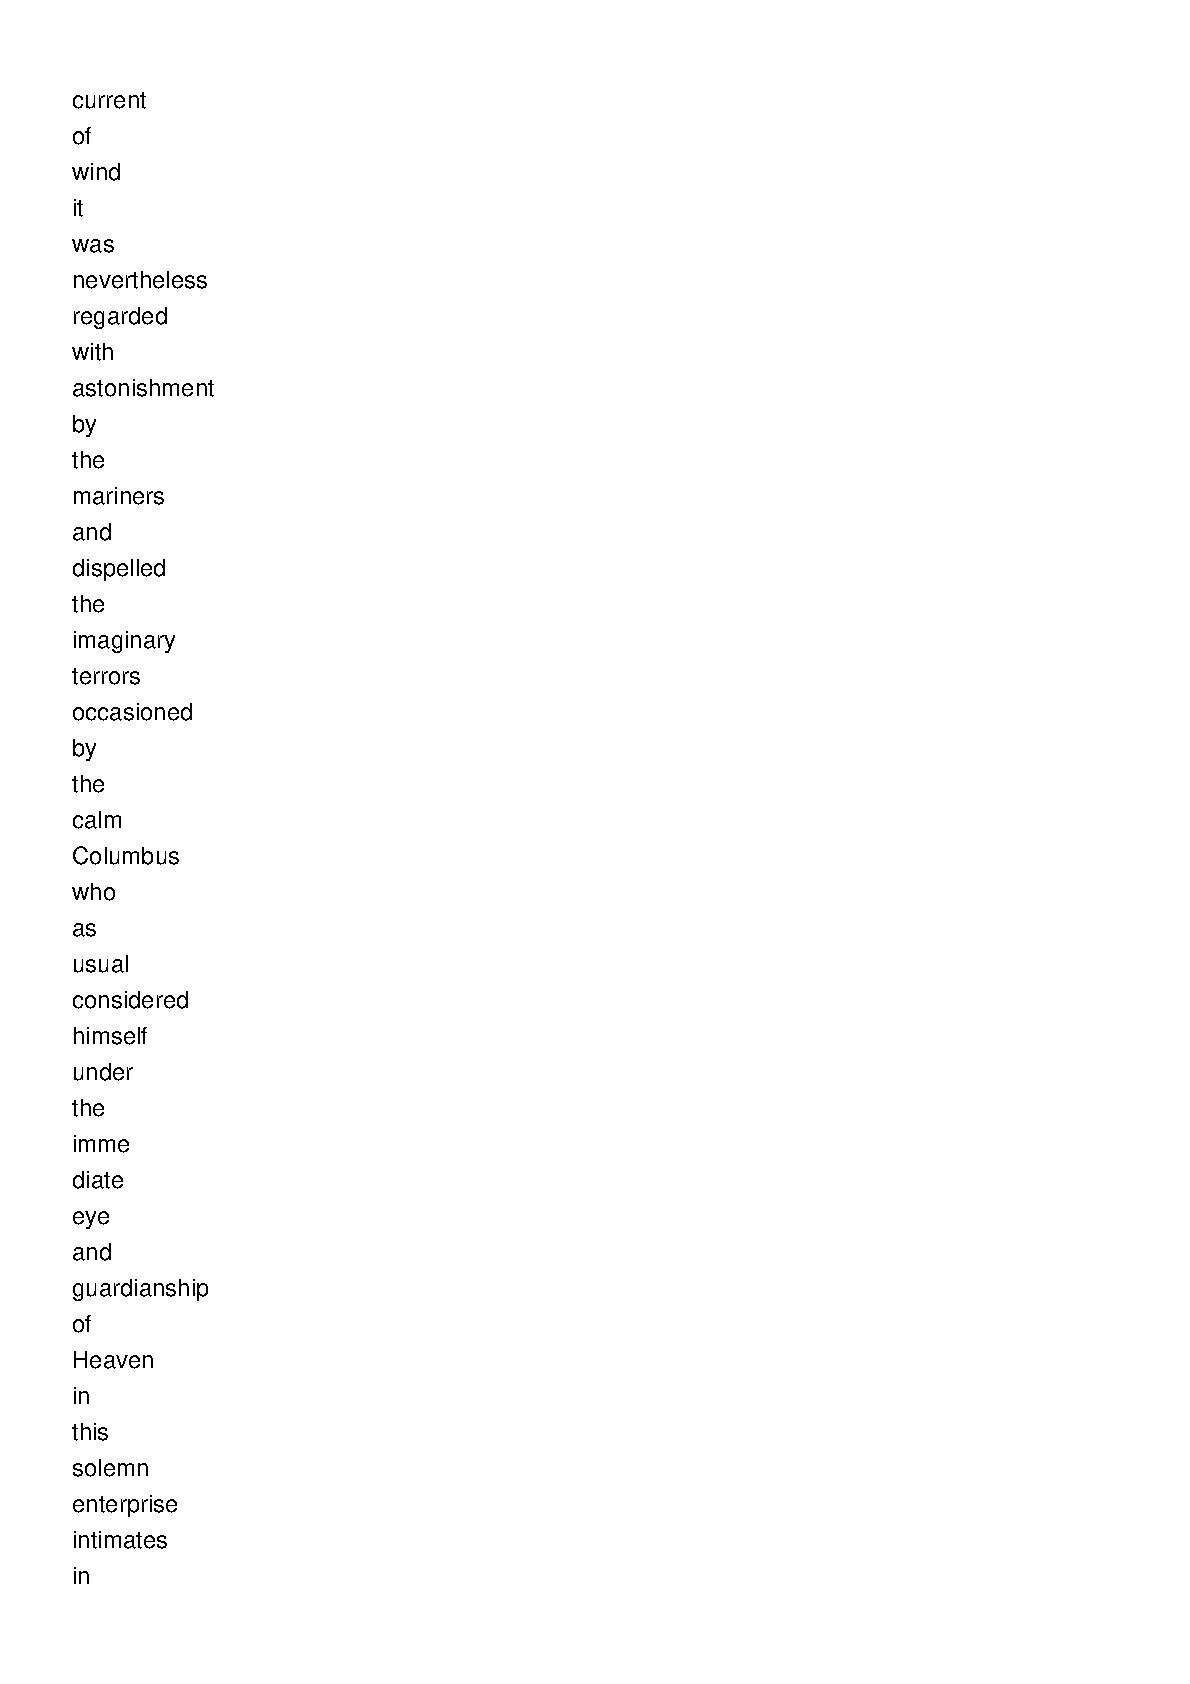 current
of
wind
it
was
nevertheless
regarded
with
astonishment
by
the
mariners
and
dispelled
the
imaginary
terrors
occasioned
by
the
calm
Columbus
who
as
usual
considered
himself
under
the
imme
diate
eye
and
guardianship
of
Heaven
in
this
solemn
enterprise
intimates
in